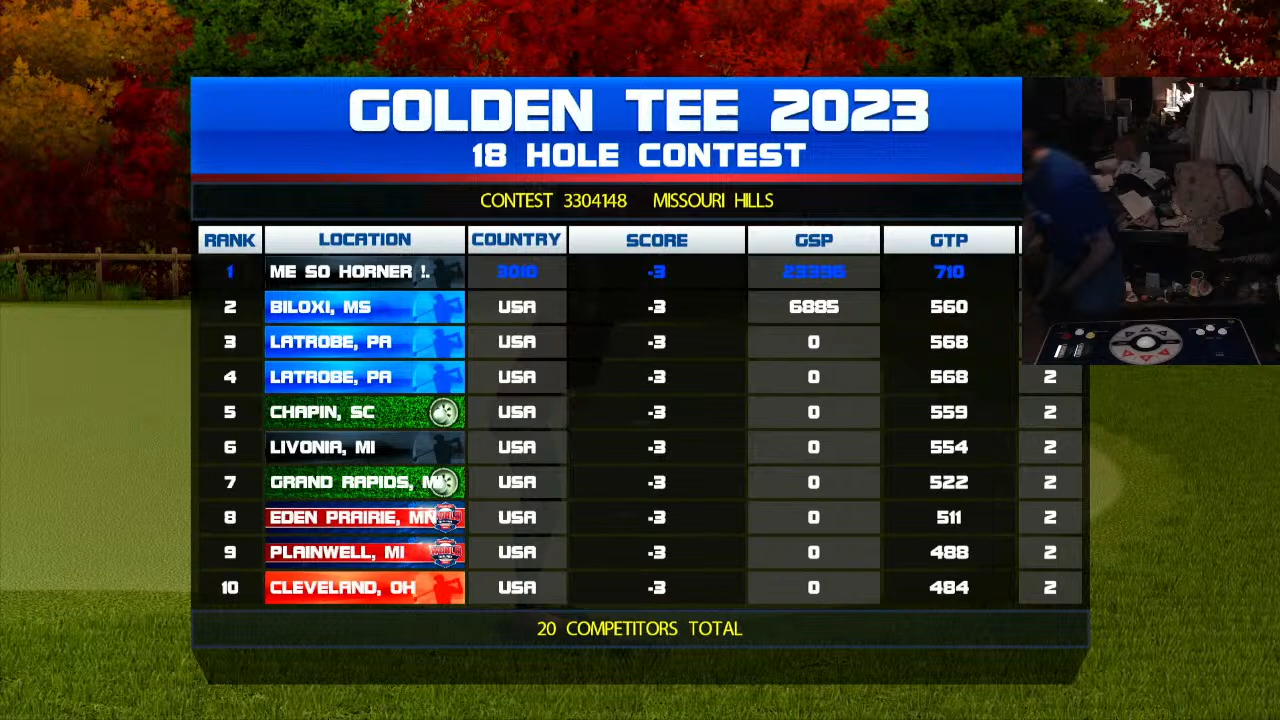 GOLDEN TEE 2023
18 HOLE CONTEST
CONTEST 3304148 MISSOURI HILLS
RANK LOCATION COUNTRY SCORE GSP GTP
1 ME SO HORNER !. 3010 -3 23396 710
2 BILOXI, MS USA -3 6885 560
3 LATROBE, PA USA -3 0 568
4 LATROBE, PA USA -3 0 568 2
5 CHAPIN, SC USA -3 0 559 2
6 LIVONIA, MI USA -3 0 554 2
7 GRAND RAPIDS, MI USA -3 0 522 2
8 EDEN PRAIRIE, MN USA -3 0 511 2
9 PLAINWELL, MI USA -3 0 488 2
10 CLEVELAND, OH USA -3 0 484 2
20 COMPETITORS TOTAL